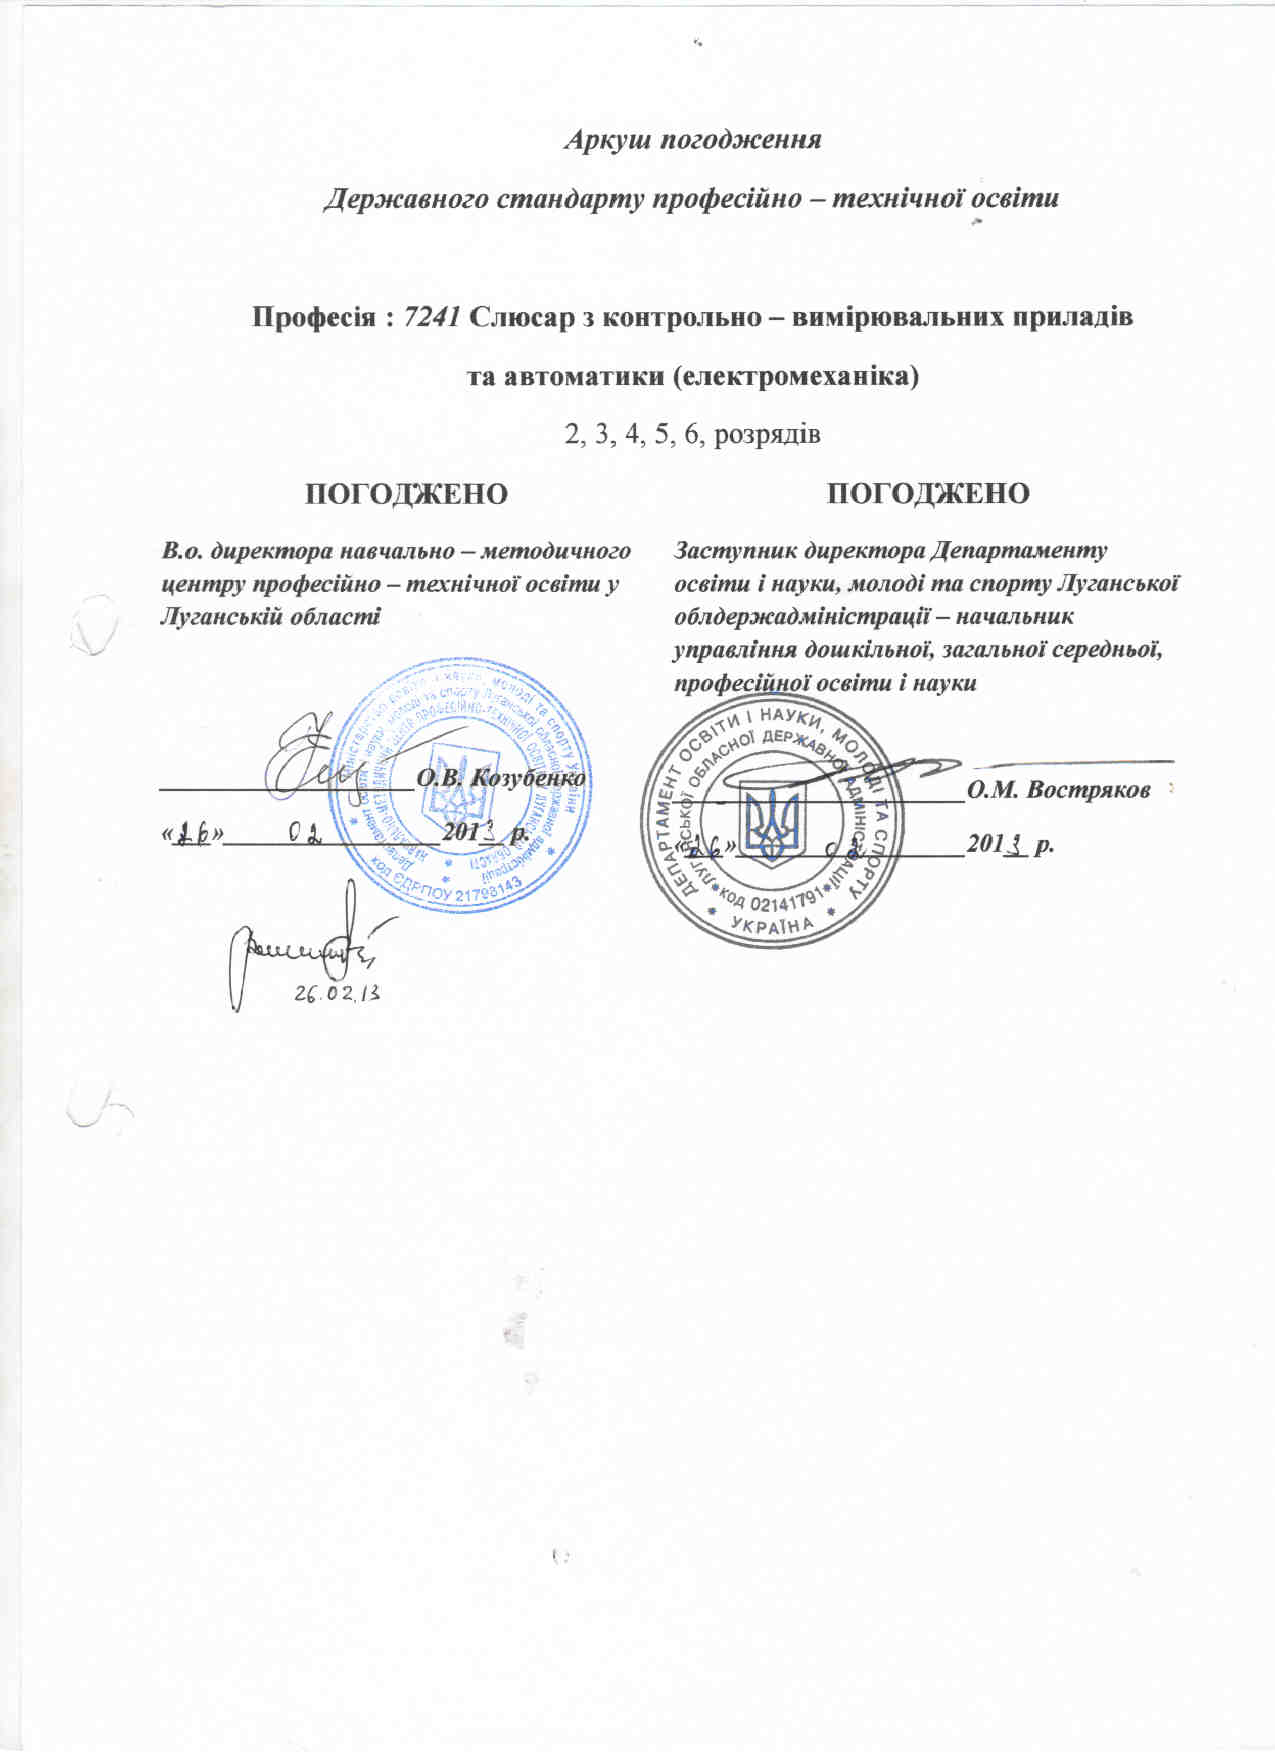 Аркуш погодження
Державного стандарту професійно – технічної освіти
Професія : 7241 Слюсар з контрольно – вимірювальних приладів
та автоматики (електромеханіка)
2, 3, 4, 5, 6, розрядів
ПОГОДЖЕНО
В.о. директора навчально – методичного
центру професійно – технічної освіти у
Луганській області
О.В. Козубенко
«26» 02 2013 р.
код ЄДРПОУ 21798143
26.02.13
ПОГОДЖЕНО
Заступник директора Департаменту
освіти і науки, молоді та спорту Луганської
облдержадміністрації – начальник
управління дошкільної, загальної середньої,
професійної освіти і науки
О.М. Востряков
«26» 02 2013 р.
ДЕПАРТАМЕНТ ОСВІТИ І НАУКИ, МОЛОДІ ТА СПОРТУ
ЛУГАНСЬКОЇ ОБЛАСНОЇ ДЕРЖАВНОЇ АДМІНІСТРАЦІЇ
код 02141791
УКРАЇНА